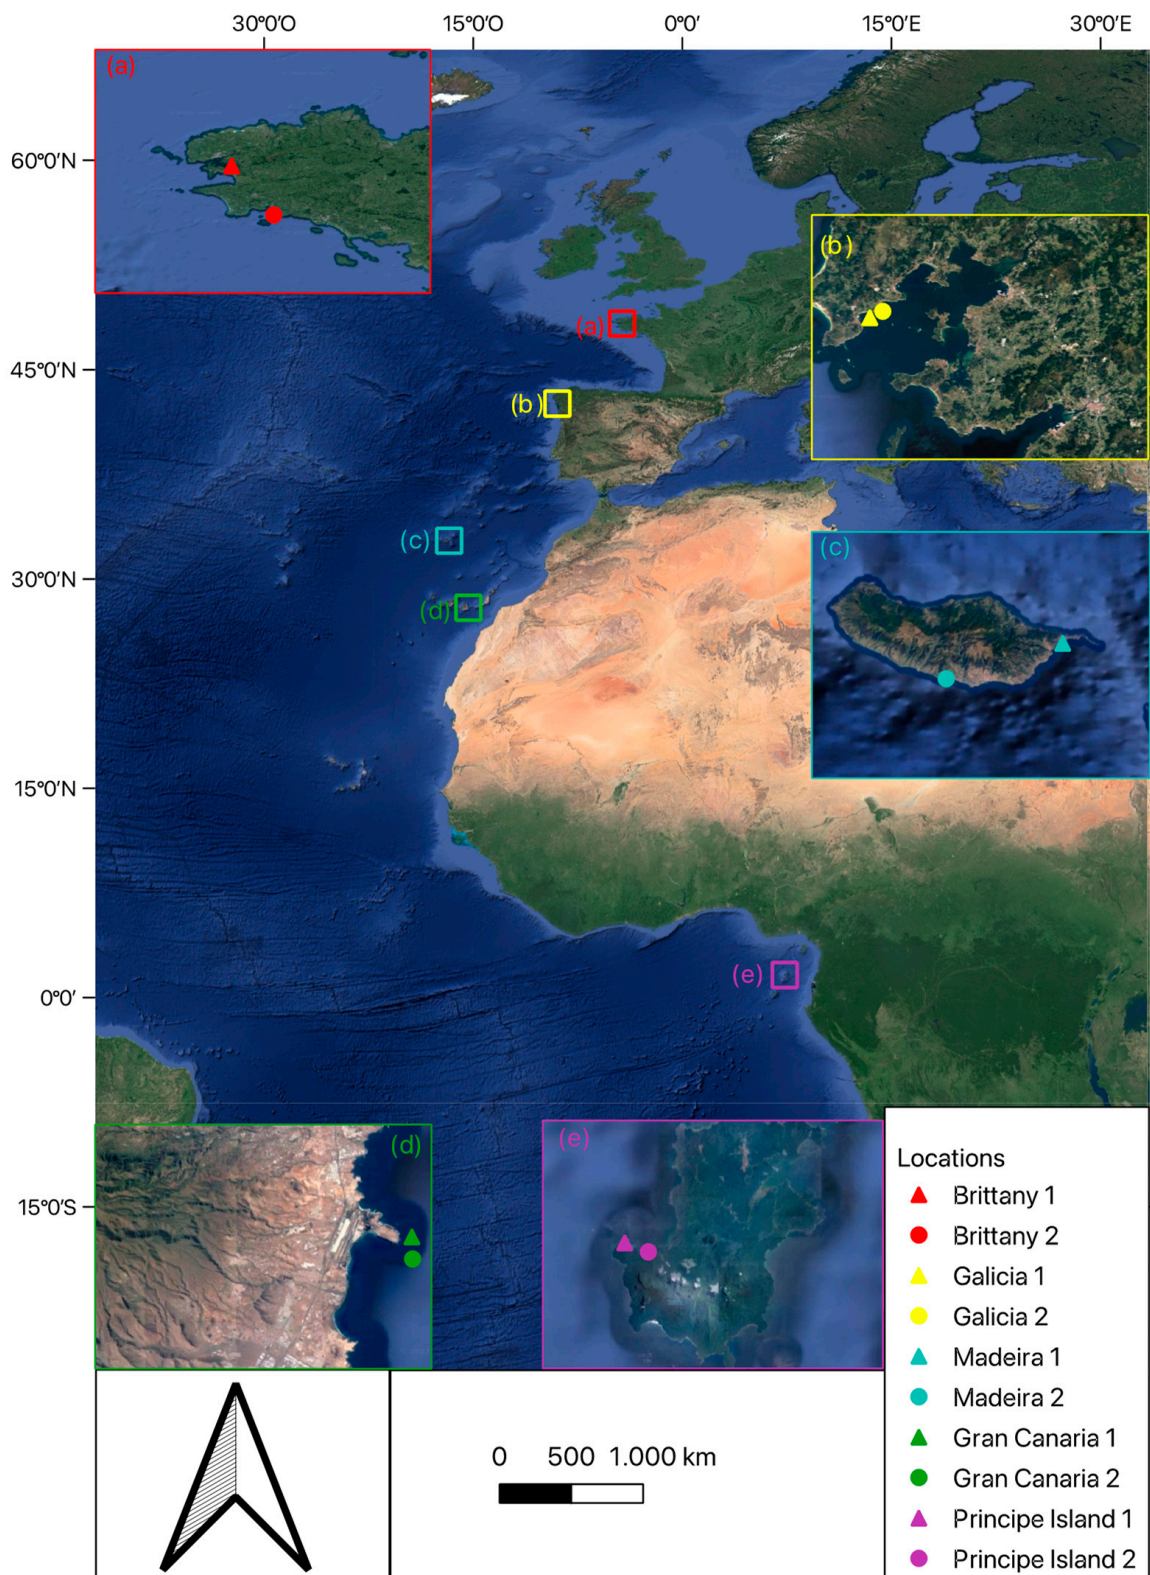 30°0'O 15°0'O 0°0' 15°0'E 30°0'E
(a)
60°0'N
(b)
(a)
45°0'N
(b)
(c)
(c)
30°0'N
(d)
15°0'N
(e)
0°0'
(d)
(e)
15°0'S
Locations
Brittany 1
Brittany 2
Galicia 1
Galicia 2
Madeira 1
Madeira 2
Gran Canaria 1
Gran Canaria 2
Principe Island 1
Principe Island 2
0 500 1.000 km